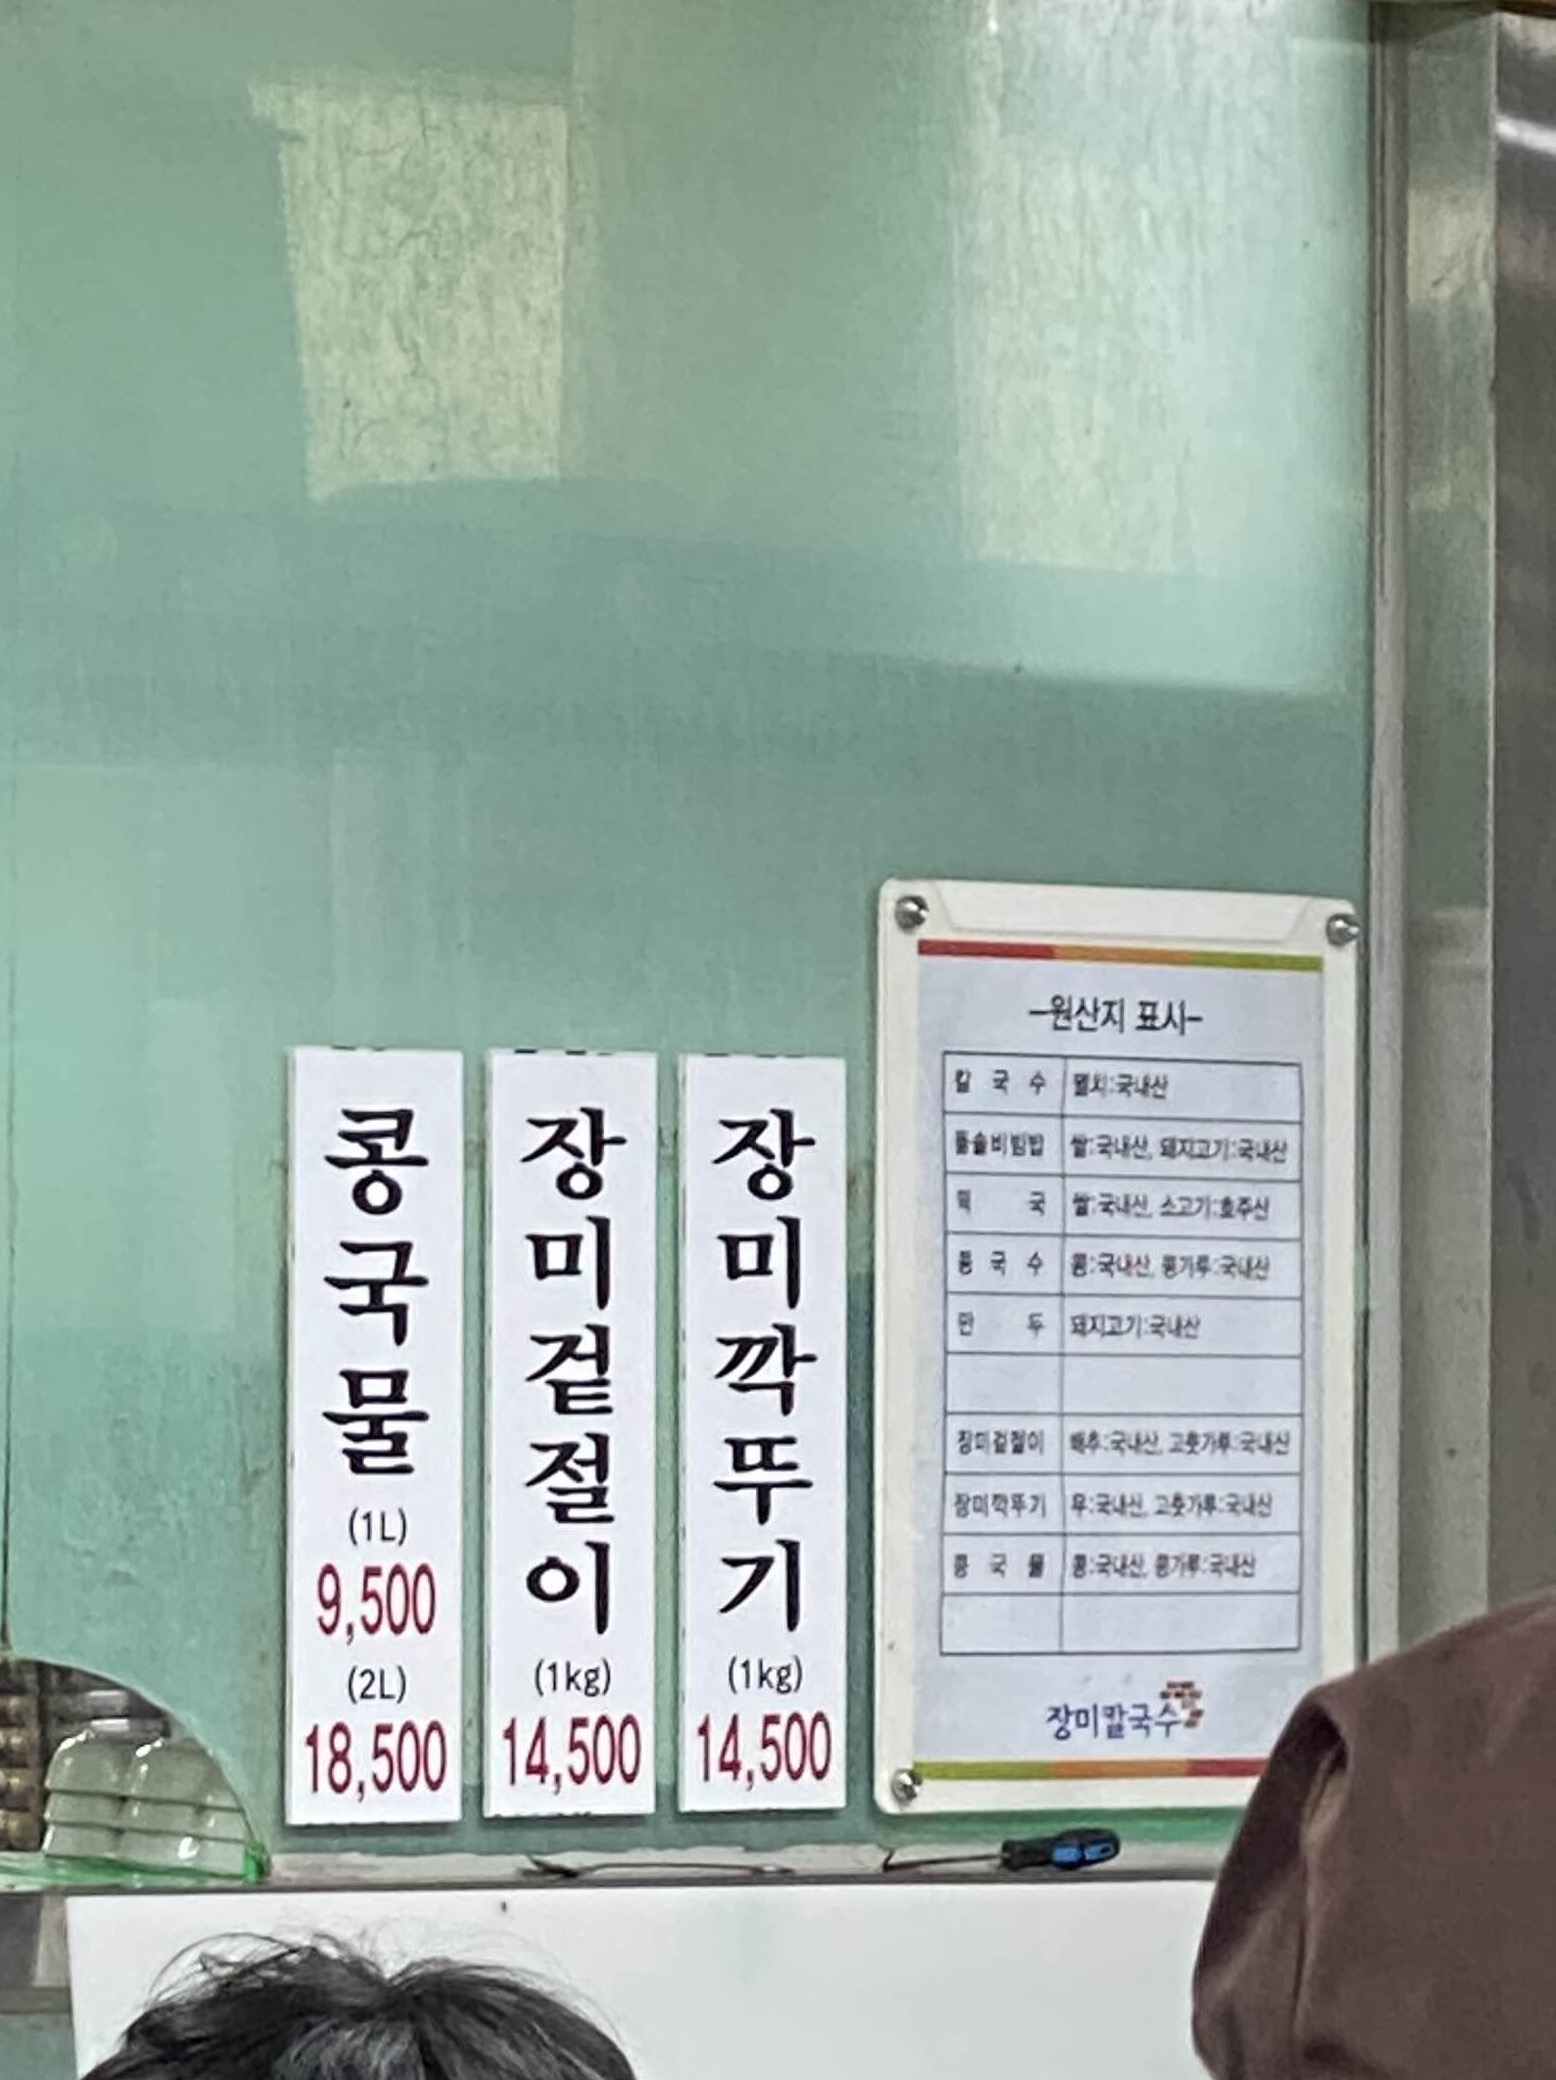 콩국물
(1L)
9,500
(2L)
18,500
장미겉절이
(1kg)
14,500
장미깍뚜기
(1kg)
14,500
-원산지 표시-
칼국수 멸치:국내산
돌솥비빔밥 쌀:국내산, 돼지고기:국내산
떡국 쌀:국내산, 소고기:호주산
콩국수 콩:국내산, 콩가루:국내산
만두 돼지고기:국내산
장미겉절이 배추:국내산, 고춧가루:국내산
장미깍뚜기 무:국내산, 고춧가루:국내산
콩국물 콩:국내산, 콩가루:국내산
장미칼국수